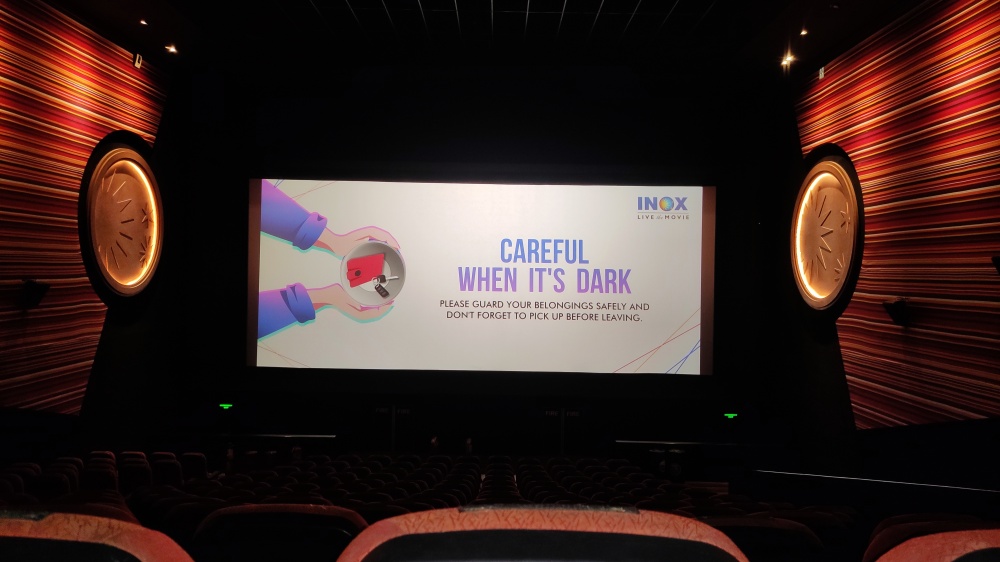 INOX
LIVE the MOVIE
CAREFUL
WHEN IT'S DARK
PLEASE GUARD YOUR BELONGINGS SAFELY AND
DON'T FORGET TO PICK UP BEFORE LEAVING.